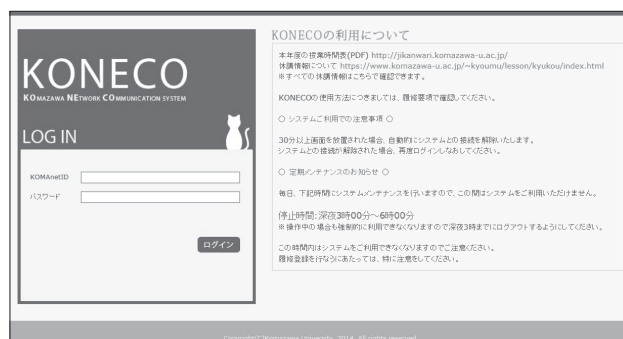 KONECO
KOMAZAWA NETWORK COMMUNICATION SYSTEM
LOG IN
KOMAnetID
パスワード
ログイン
KONECOの利用について
本年度の授業時間表(PDF) http://jikanwari.komazawa-u.ac.jp/
休講情報について https://www.komazawa-u.ac.jp/~kyoumu/lesson/kyukou/index.html
※すべての休講情報はこちらで確認できます。
KONECOの使用方法につきましては、履修要項で確認してください。
○ システムご利用での注意事項 ○
30分以上画面を放置された場合、自動的にシステムとの接続を解除いたします。
システムとの接続が解除された場合、再度ログインしなおしてください。
○ 定期メンテナンスのお知らせ ○
毎日、下記時間にシステムメンテナンスを行いますので、この間はシステムをご利用いただけません。
停止時間:深夜3時00分～6時00分
※操作中の場合も強制的に利用できなくなりますので深夜3時までにログアウトするようにしてください。
この時間内はシステムをご利用できなくなりますのでご注意ください。
履修登録を行なうにあたっては、特に注意をしてください。
Copyright(C)Komazawa University, 2014. All rights reserved.